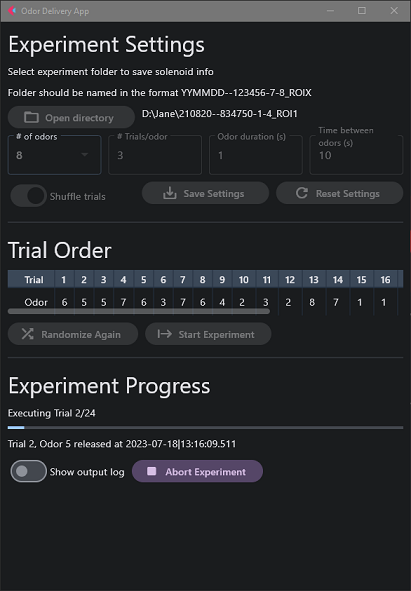 Odor Delivery App
Experiment Settings
Select experiment folder to save solenoid info
Folder should be named in the format YYMMDD--123456-7-8_ROIX
Open directory D:\Jane\210820--834750-1-4_ROI1
# of odors # Trials/odor Odor duration (s) Time between odors (s)
8 3 1 10
Shuffle trials Save Settings Reset Settings
Trial Order
Trial 1 2 3 4 5 6 7 8 9 10 11 12 13 14 15 16
Odor 6 5 5 7 6 3 7 6 4 2 3 2 8 7 1 1
Randomize Again Start Experiment
Experiment Progress
Executing Trial 2/24
Trial 2, Odor 5 released at 2023-07-18|13:16:09.511
Show output log Abort Experiment